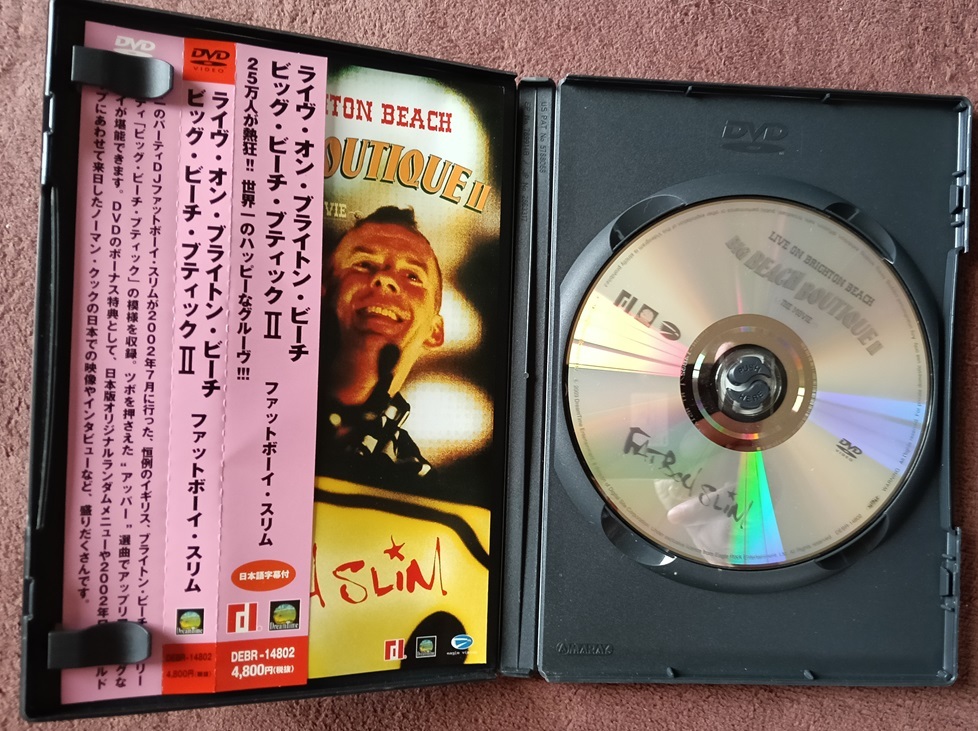 ライヴ・オン・ブライトン・ビーチ
ビッグ・ビーチ・ブティックⅡ
ファットボーイ・スリム
25万人が熱狂!! 世界一のハッピーなグルーヴ!!!
日本語字幕付
DEBR-14802
4,800円(税抜)
DVD
VIDEO
ライヴ・オン・ブライトン・ビーチ
ビッグ・ビーチ・ブティックⅡ
ファットボーイ・スリム
DreamTime
DEBR-14802
4,800円(税抜)
DVD
のパーティDJファットボーイ・スリムが2002年7月に行った、恒例のイギリス、ブライトン・ビーチ
ティ「ビッグ・ビーチ・ブティック」の模様を収録。ツボを押さえた"アッパー"選曲でアップリ
が堪能できます。DVDのボーナス特典として、日本版オリジナルランダムメニューや2002年
プにあわせて来日したノーマン・クックの日本での映像やインタビューなど、盛りだくさんです。
TON BEACH
OUTIQUE II
VIE
SLiM
DVD
LIVE ON BRIGHTON BEACH
BIG BEACH BOUTIQUE II
THE MOVIE
FATBOY SLiM
DVD
AMARAY